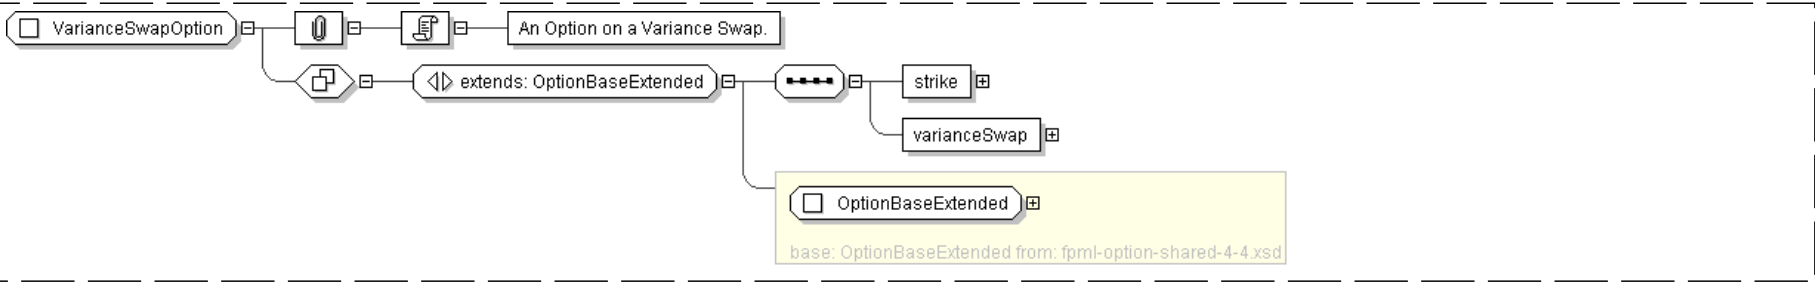 VarianceSwapOption
An Option on a Variance Swap.
extends: OptionBaseExtended
strike
varianceSwap
OptionBaseExtended
base: OptionBaseExtended from: fpml-option-shared-4-4.xsd